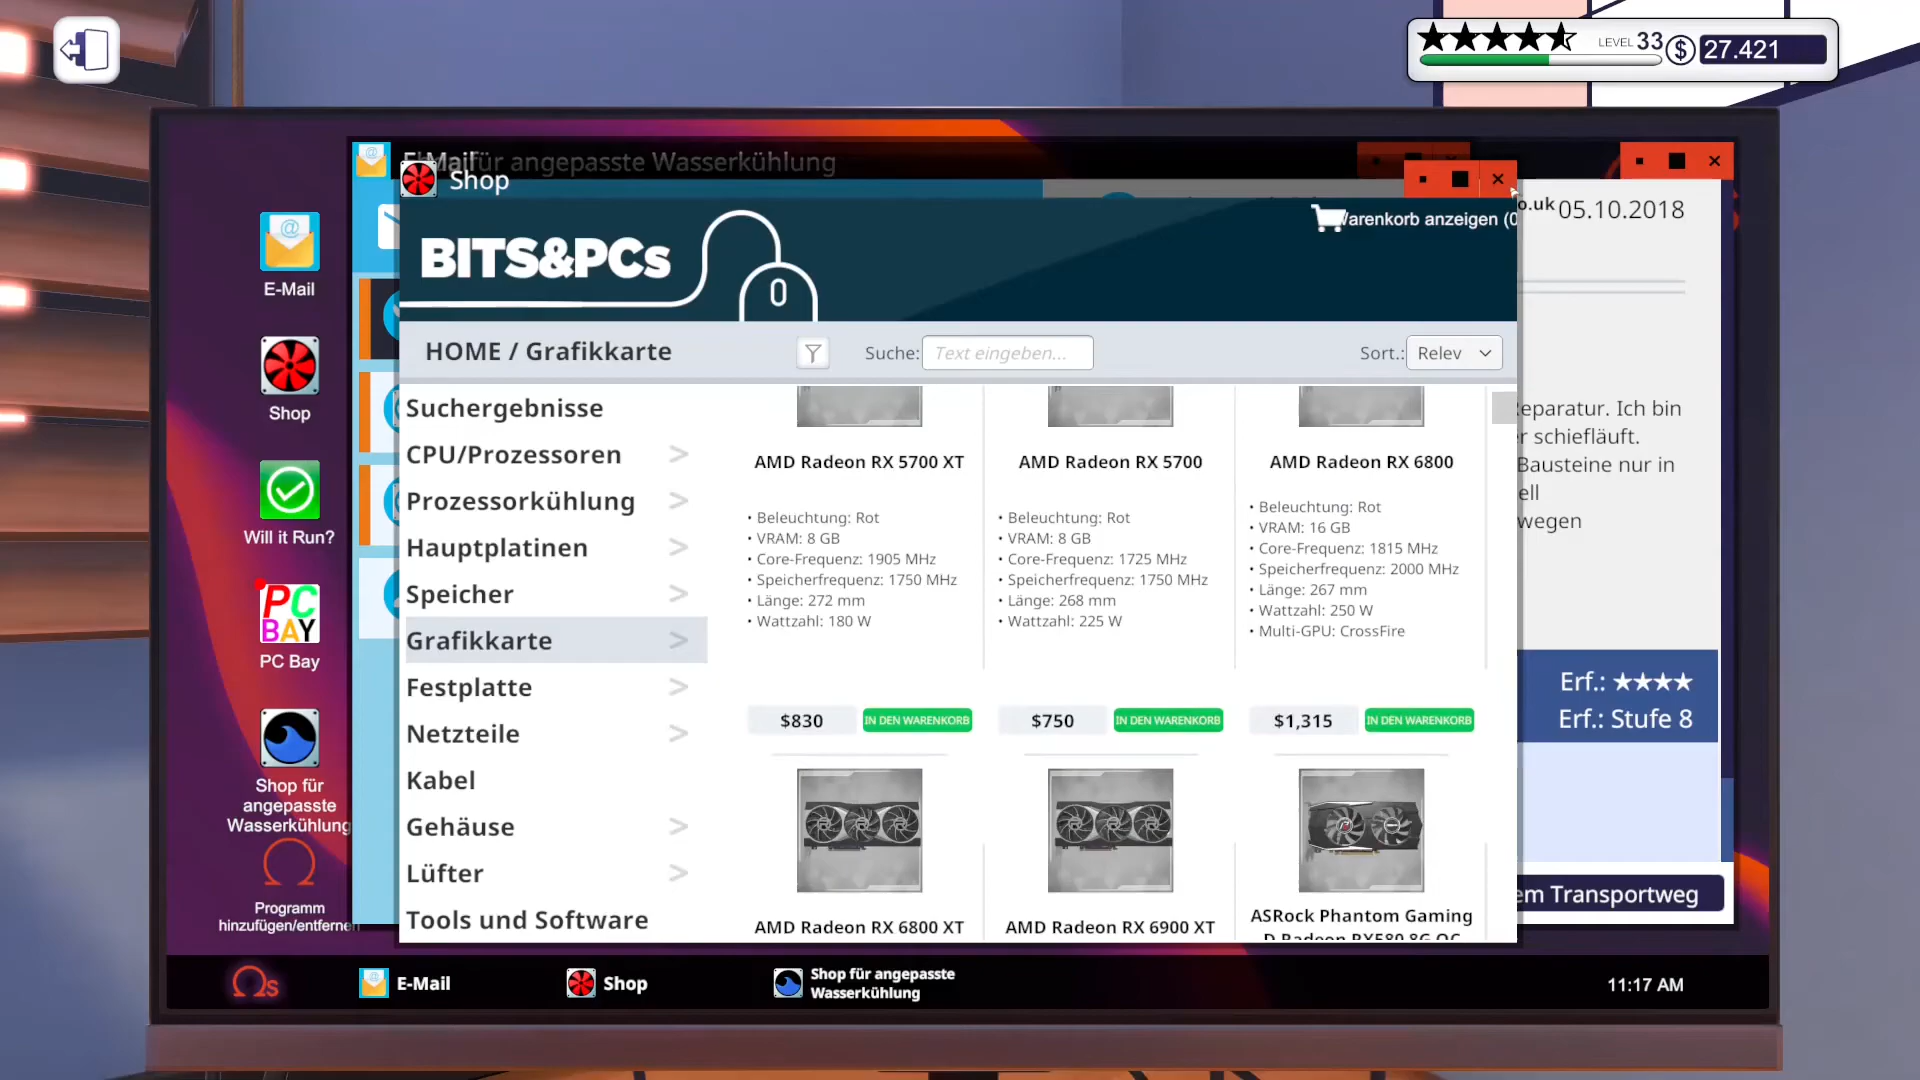 LEVEL 33
$ 27.421
E-Mail
für angepasste Wasserkühlung
Shop
Warenkorb anzeigen (0
o.uk
05.10.2018
BITS&PCs
HOME / Grafikkarte
Suche:
Text eingeben...
Sort.:
Relev
Suchergebnisse
CPU/Prozessoren >
Prozessorkühlung >
Hauptplatinen >
Speicher >
Grafikkarte >
Festplatte >
Netzteile >
Kabel
Gehäuse >
Lüfter >
Tools und Software
AMD Radeon RX 5700 XT
• Beleuchtung: Rot
• VRAM: 8 GB
• Core-Frequenz: 1905 MHz
• Speicherfrequenz: 1750 MHz
• Länge: 272 mm
• Wattzahl: 180 W
$830
IN DEN WARENKORB
AMD Radeon RX 5700
• Beleuchtung: Rot
• VRAM: 8 GB
• Core-Frequenz: 1725 MHz
• Speicherfrequenz: 1750 MHz
• Länge: 268 mm
• Wattzahl: 225 W
$750
IN DEN WARENKORB
AMD Radeon RX 6800
• Beleuchtung: Rot
• VRAM: 16 GB
• Core-Frequenz: 1815 MHz
• Speicherfrequenz: 2000 MHz
• Länge: 267 mm
• Wattzahl: 250 W
• Multi-GPU: CrossFire
$1,315
IN DEN WARENKORB
AMD Radeon RX 6800 XT
AMD Radeon RX 6900 XT
ASRock Phantom Gaming
D Radeon RX580 8G OC
eparatur. Ich bin
r schiefläuft.
Bausteine nur in
ell
wegen
Erf.: ★★★★
Erf.: Stufe 8
em Transportweg
E-Mail
Shop
Will it Run?
PC
BAY
PC Bay
Shop für
angepasste
Wasserkühlung
Programm
hinzufügen/entferne
Ωs
E-Mail
Shop
Shop für angepasste
Wasserkühlung
11:17 AM